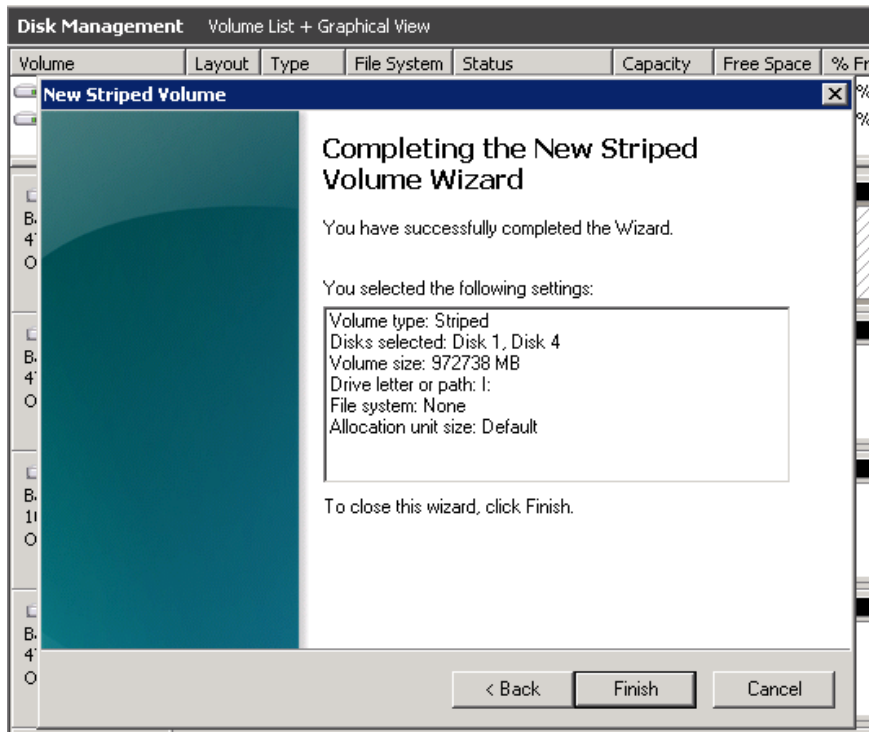 Disk Management Volume List + Graphical View
Volume Layout Type File System Status Capacity Free Space % Fr
New Striped Volume
%
%
Completing the New Striped
Volume Wizard
You have successfully completed the Wizard.
You selected the following settings:
Volume type: Striped
Disks selected: Disk 1, Disk 4
Volume size: 972738 MB
Drive letter or path: I:
File system: None
Allocation unit size: Default
To close this wizard, click Finish.
< Back Finish Cancel